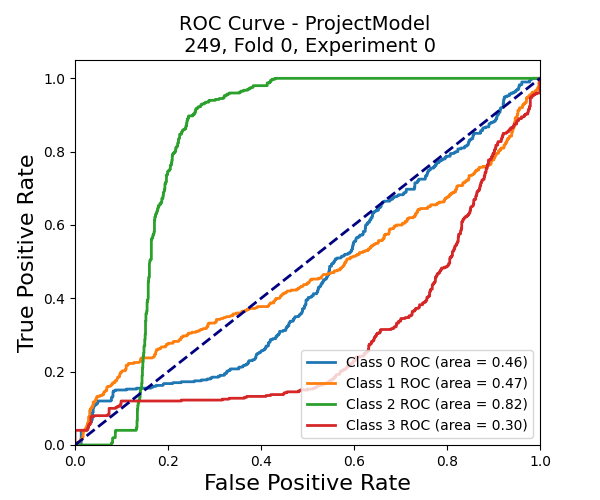 ROC Curve - ProjectModel
249, Fold 0, Experiment 0
True Positive Rate
1.0
0.8
0.6
0.4
0.2
0.0
Class 0 ROC (area = 0.46)
Class 1 ROC (area = 0.47)
Class 2 ROC (area = 0.82)
Class 3 ROC (area = 0.30)
0.0 0.2 0.4 0.6 0.8 1.0
False Positive Rate